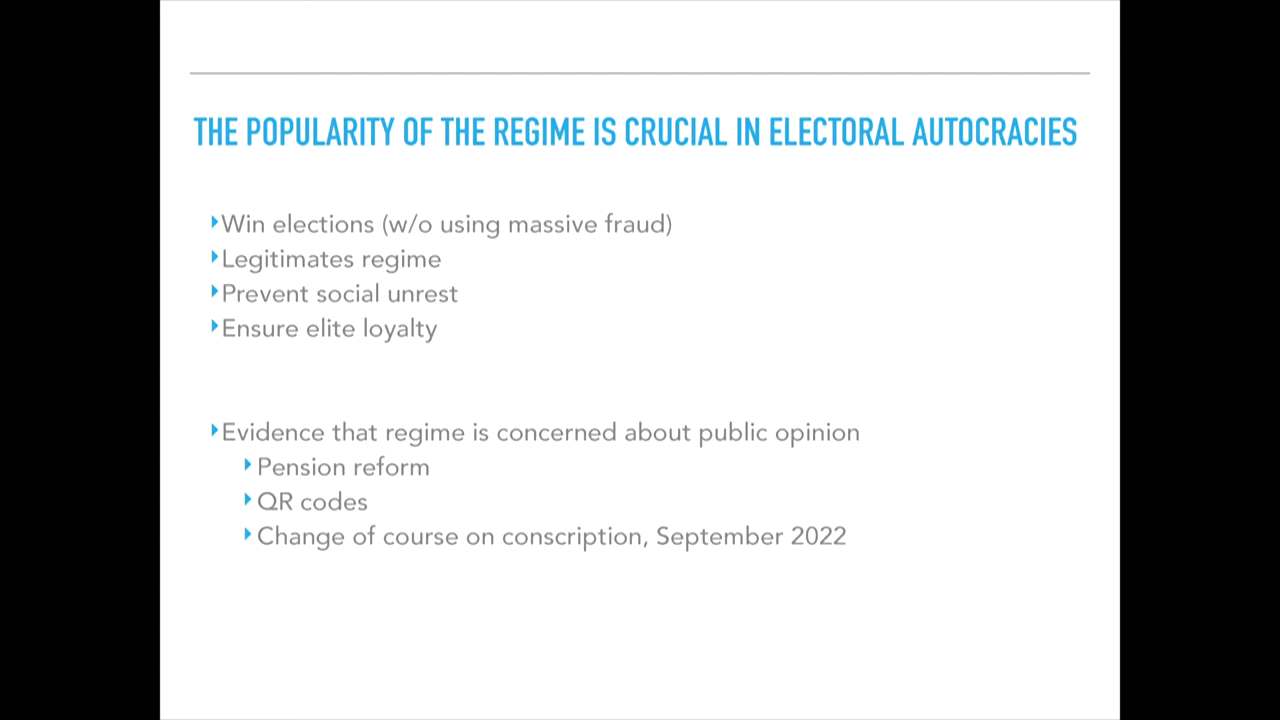 THE POPULARITY OF THE REGIME IS CRUCIAL IN ELECTORAL AUTOCRACIES
Win elections (w/o using massive fraud)
Legitimates regime
Prevent social unrest
Ensure elite loyalty
Evidence that regime is concerned about public opinion
Pension reform
QR codes
Change of course on conscription, September 2022